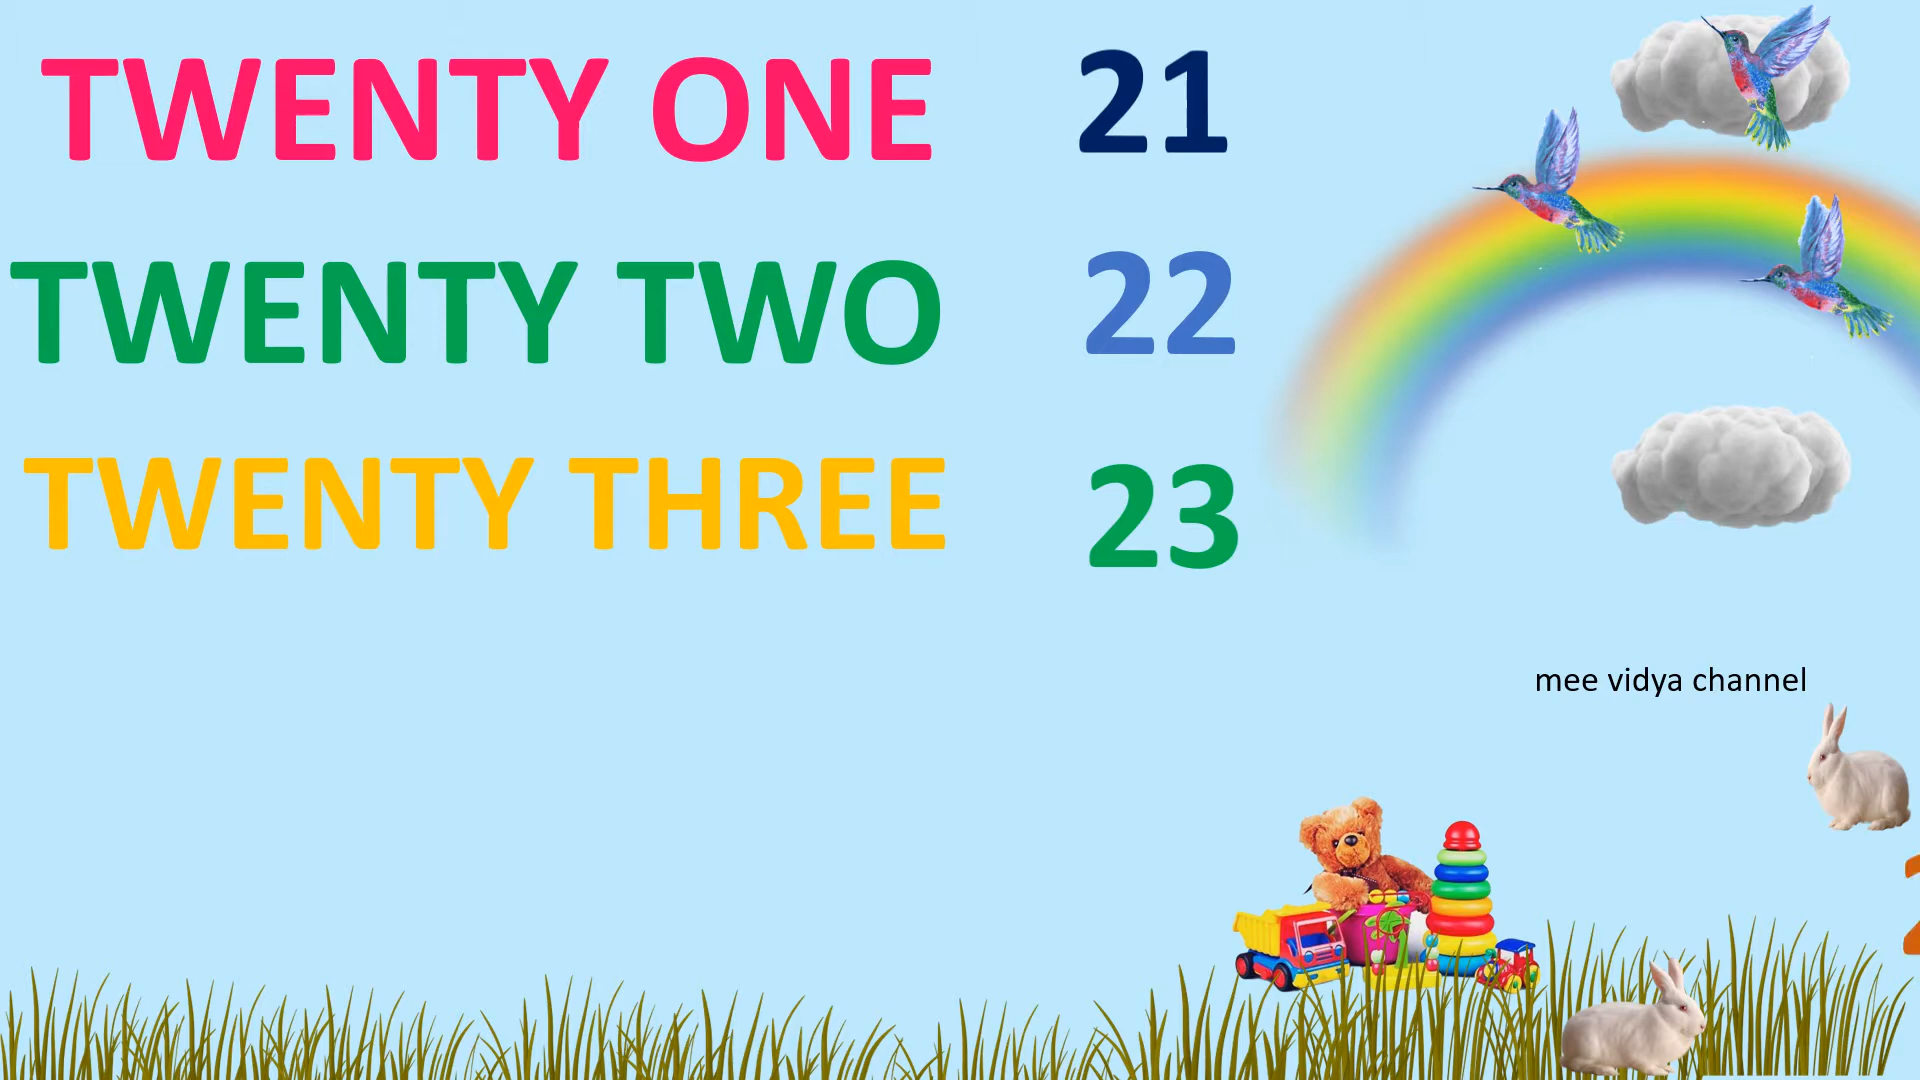 TWENTY ONE 21
TWENTY TWO 22
TWENTY THREE 23
mee vidya channel